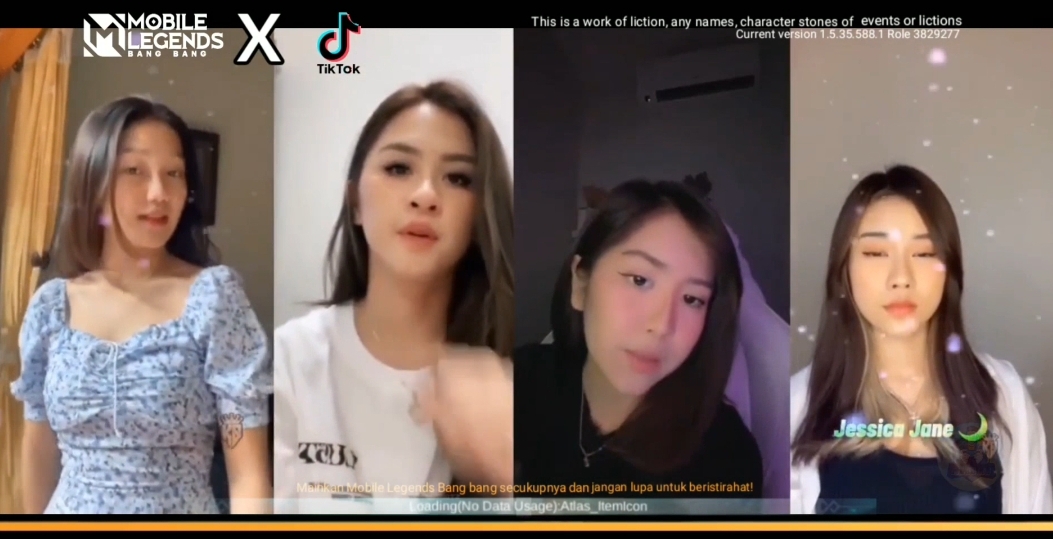 MOBILE
LEGENDS
BANG BANG
X
TikTok
This is a work of liction, any names, character stones of events or lictions
Current version 1.5.35.588.1 Role 3829277
Jessica Jane
Mainkan Mobile Legends Bang bang secukupnya dan jangan lupa untuk beristirahat!
Loading(No Data Usage):Atlas_ItemIcon